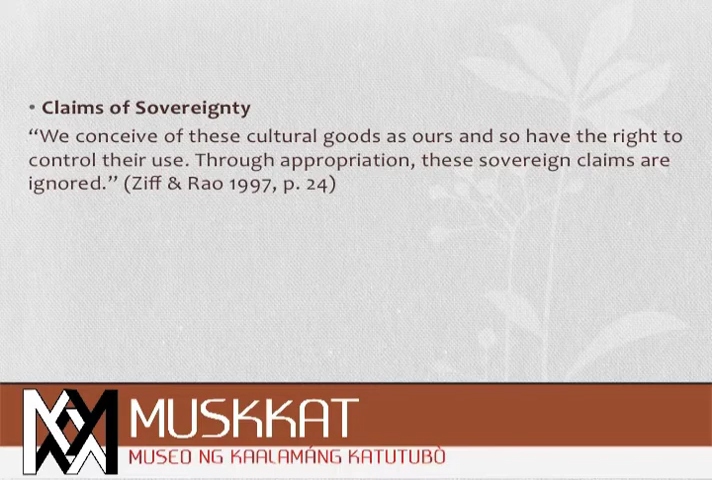 • Claims of Sovereignty
“We conceive of these cultural goods as ours and so have the right to
control their use. Through appropriation, these sovereign claims are
ignored.” (Ziff & Rao 1997, p. 24)
MUSKKAT
MUSEO NG KAALAMÁNG KATUTUBÒ